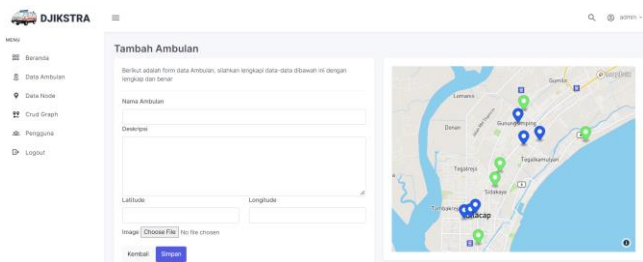 DJIKSTRA
admin
MENU
Beranda
Data Ambulan
Data Node
Crud Graph
Pengguna
Logout
Tambah Ambulan
Berikut adalah form data Ambulan, silahkan lengkapi data-data dibawah ini dengan
lengkap dan benar
Nama Ambulan
Deskripsi
Latitude
Longitude
Image Choose File No file chosen
Kembali
Simpan
Gumilir
Lomanis
Donan
Gunungsimping
Tegalkamulyan
Tegalreja
Sidakaya
Tambakreja